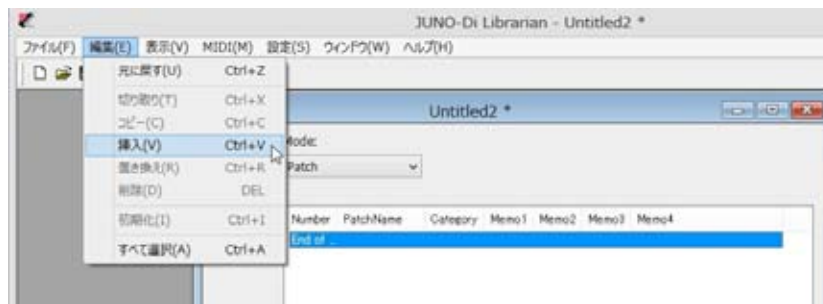 JUNO-Di Librarian - Untitled2 *
ファイル(F) 編集(E) 表示(V) MIDI(M) 設定(S) ウィンドウ(W) ヘルプ(H)
元に戻す(U) Ctrl+Z
切り取り(T) Ctrl+X
コピー(C) Ctrl+C
挿入(V) Ctrl+V
置き換え(R) Ctrl+R
削除(D) DEL
初期化(I) Ctrl+I
すべて選択(A) Ctrl+A
Untitled2 *
Mode:
Patch
Number PatchName Category Memo1 Memo2 Memo3 Memo4
End of ...